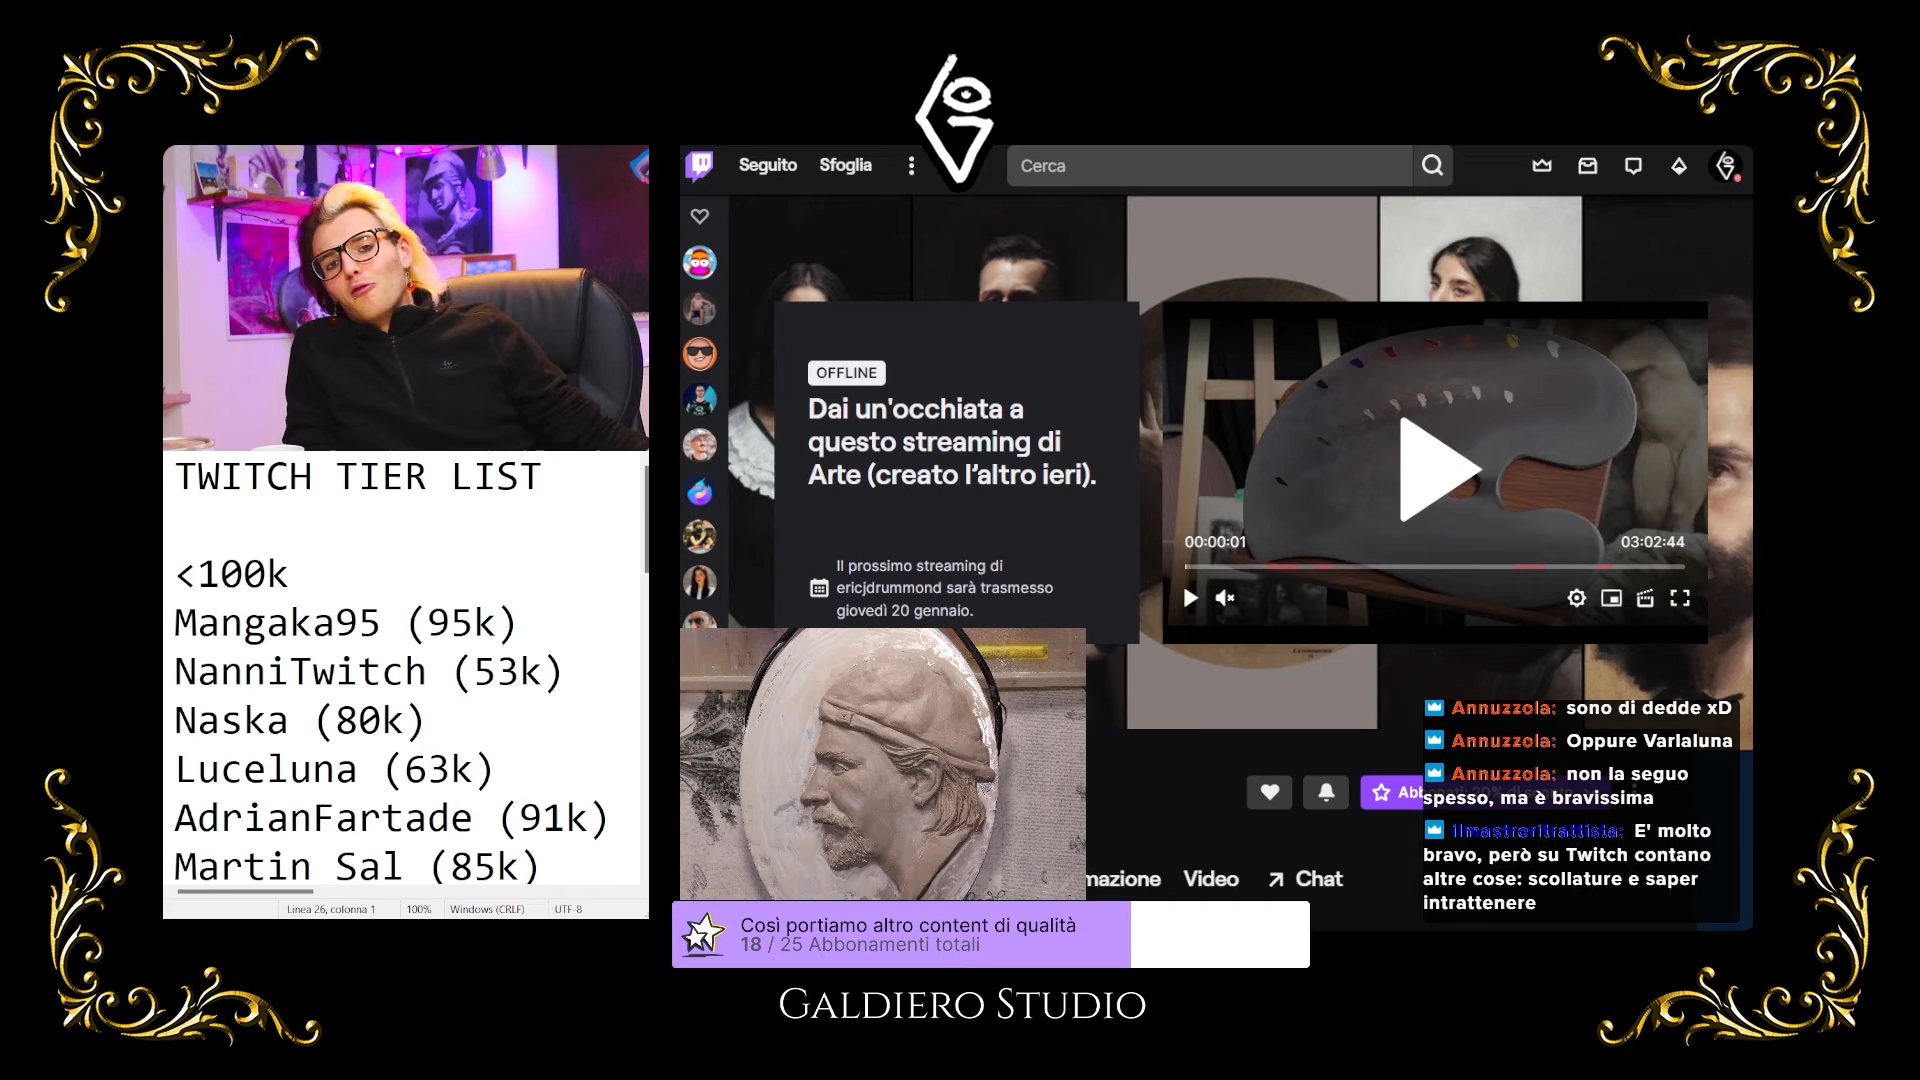 Seguito
Sfoglia
Cerca
TWITCH TIER LIST
<100k
Mangaka95 (95k)
NanniTwitch (53k)
Naska (80k)
Luceluna (63k)
AdrianFartade (91k)
Martin Sal (85k)
Linea 26, colonna 1
100%
Windows (CRLF)
UTF-8
OFFLINE
Dai un'occhiata a
questo streaming di
Arte (creato l'altro ieri).
Il prossimo streaming di
ericjdrummond sarà trasmesso
giovedì 20 gennaio.
00:00:01
03:02:44
mazione
Video
Chat
Annuzzola: sono di dedde xD
Annuzzola: Oppure Varlaluna
Annuzzola: non la seguo
spesso, ma è bravissima
ilmastroritrattista: E' molto
bravo, però su Twitch contano
altre cose: scollature e saper
intrattenere
Così portiamo altro content di qualità
18 / 25 Abbonamenti totali
GALDIERO STUDIO